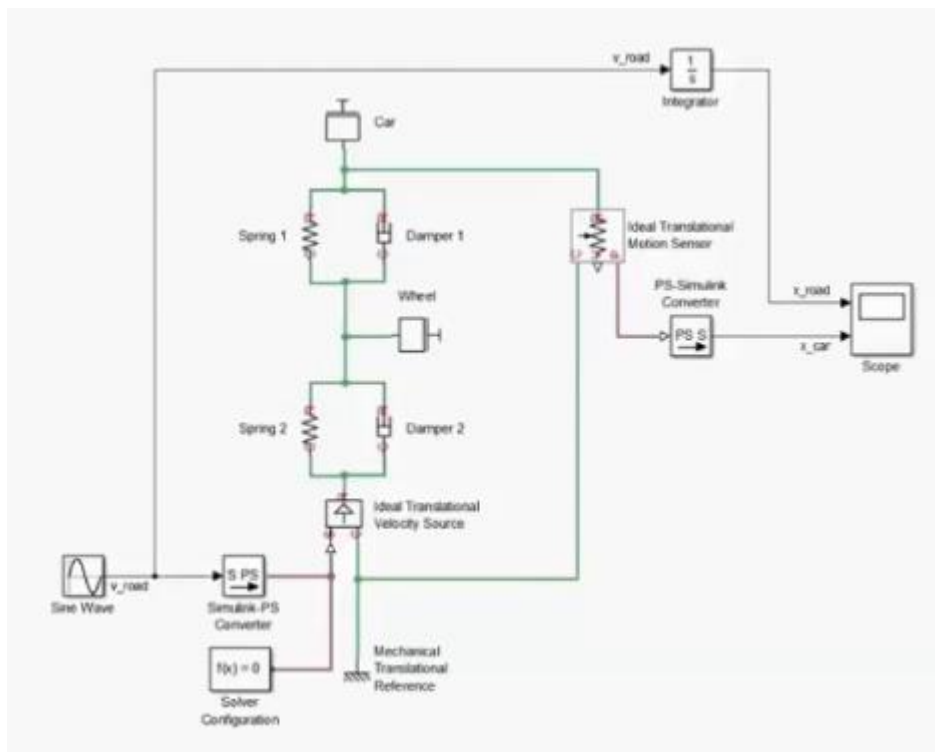 v_road
1
s
Integrator
Car
Spring 1
Damper 1
Ideal Translational
Motion Sensor
Wheel
PS-Simulink
Converter
x_road
PS S
x_car
Scope
Spring 2
Damper 2
Ideal Translational
Velocity Source
S PS
v_road
Sine Wave
Simulink-PS
Converter
f(x) = 0
Mechanical
Translational
Reference
Solver
Configuration